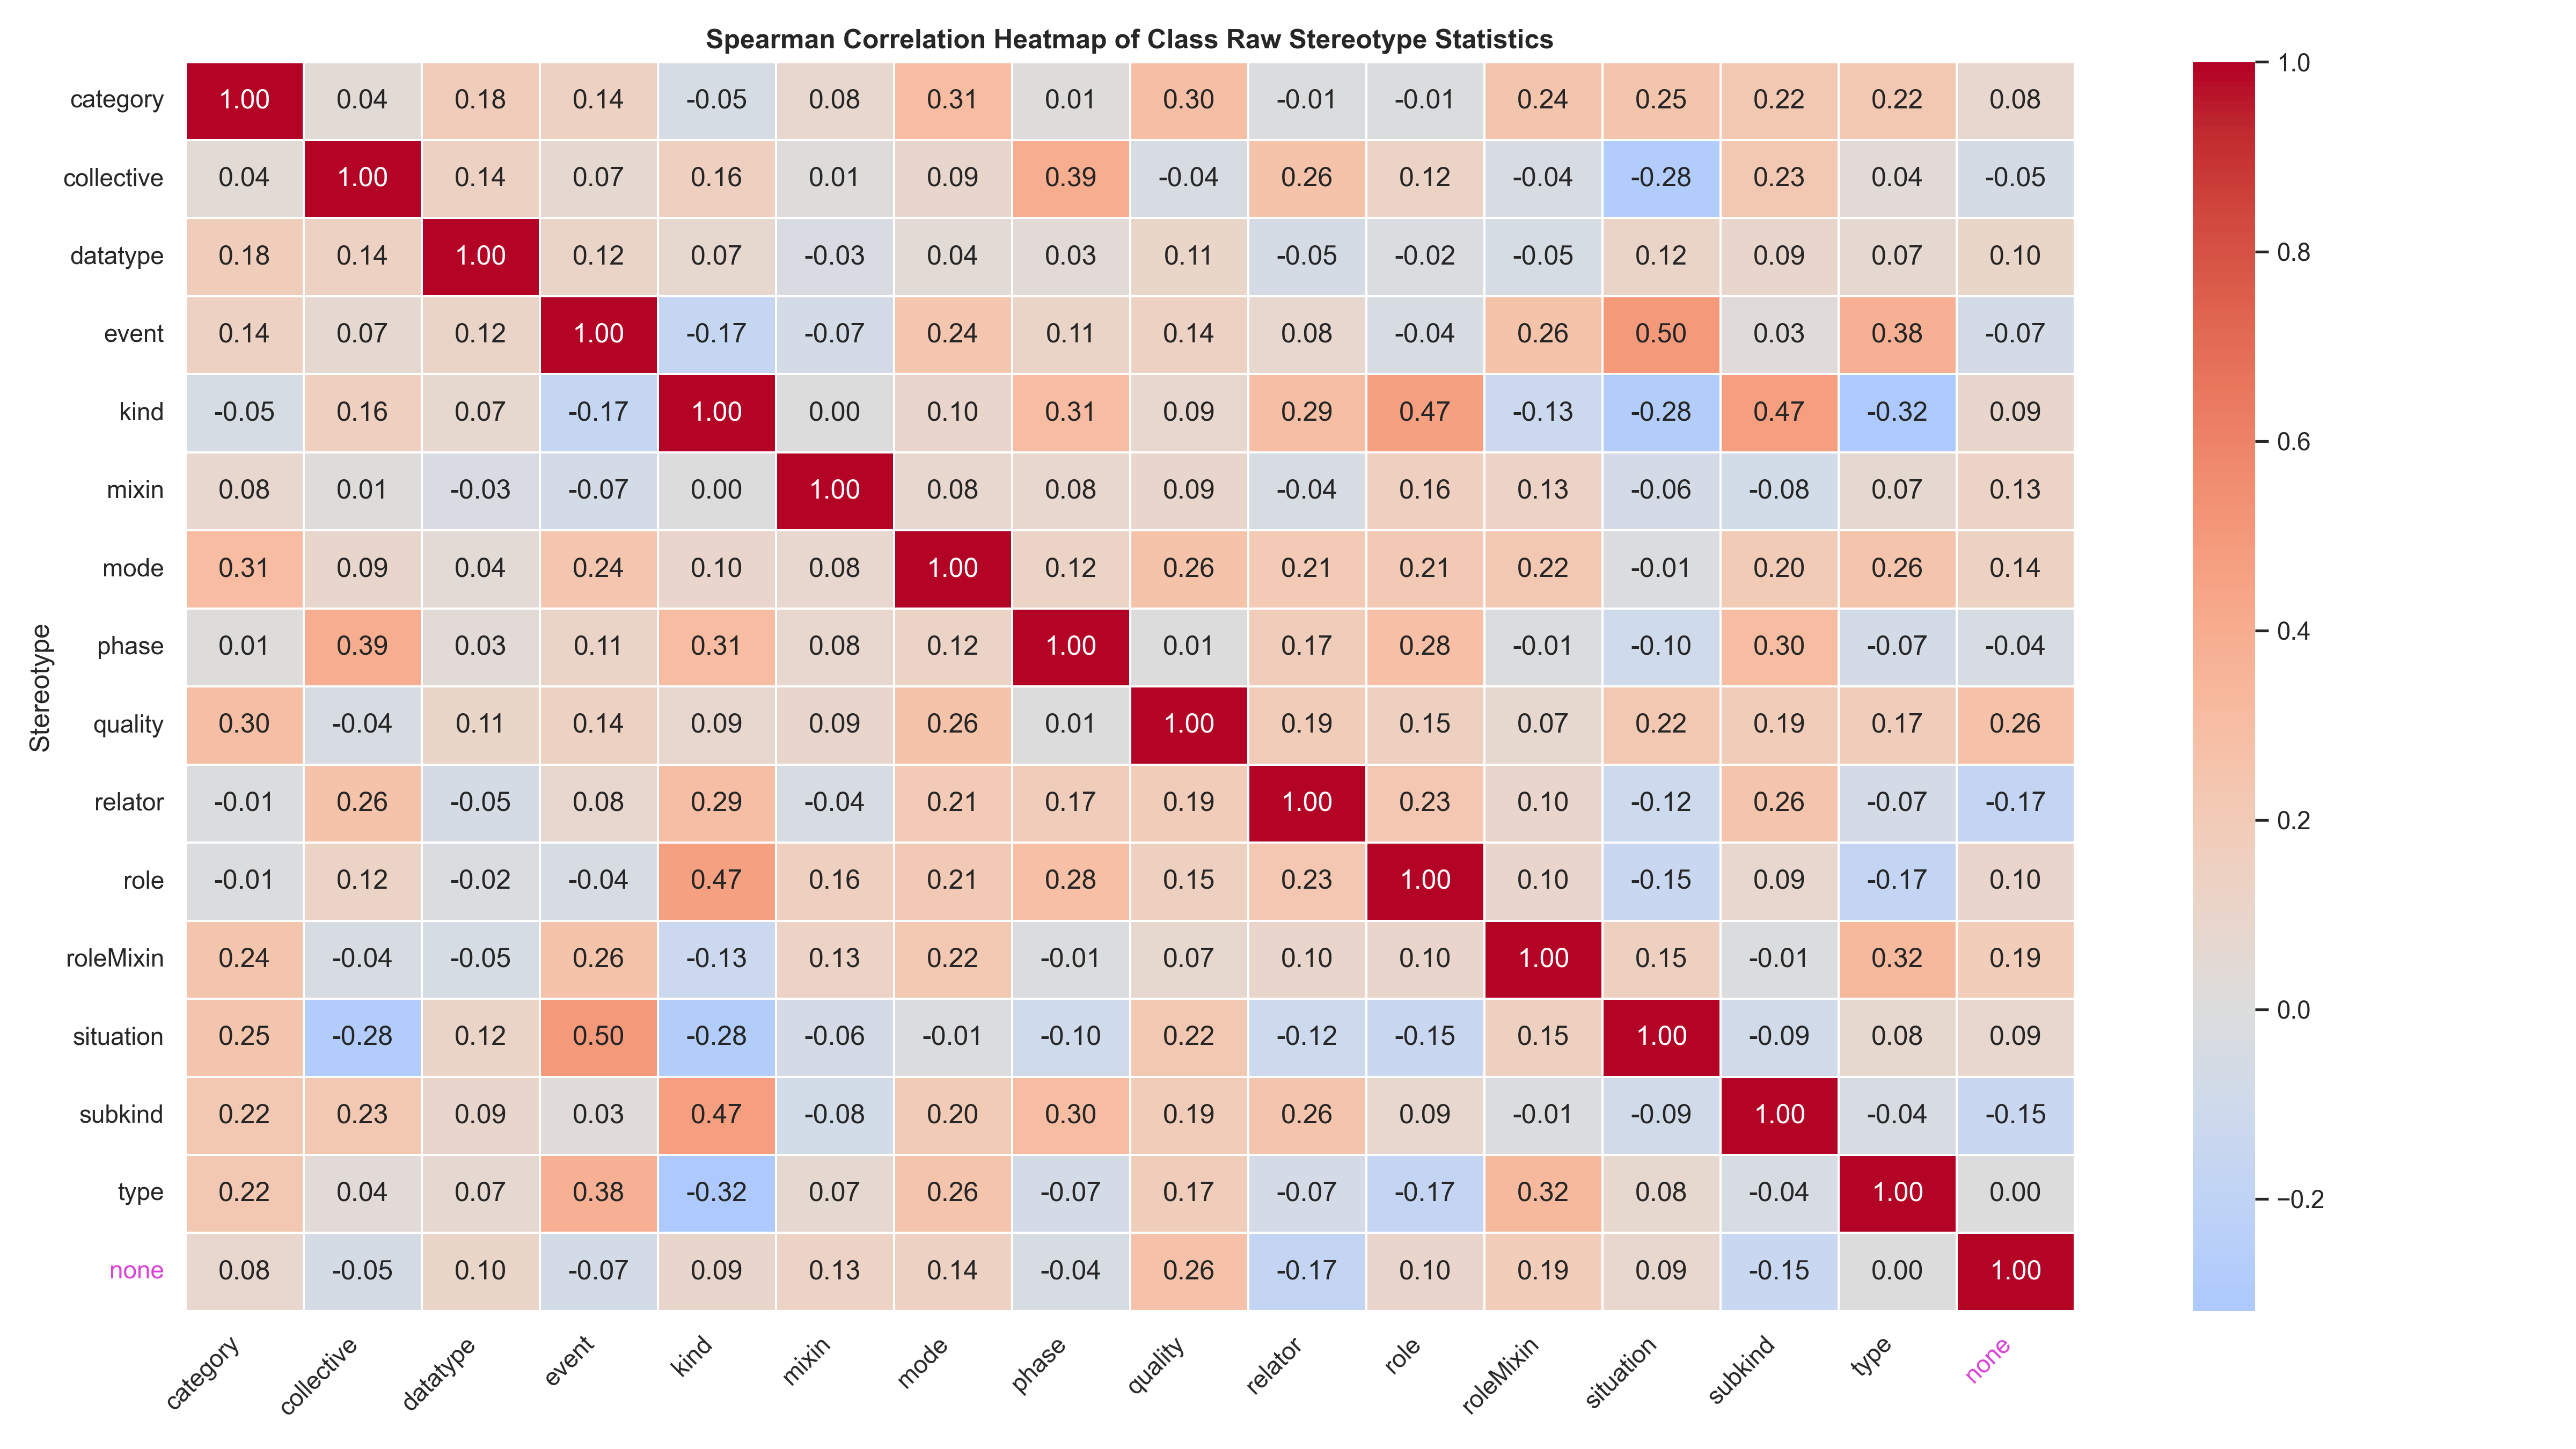 Spearman Correlation Heatmap of Class Raw Stereotype Statistics
Stereotype
category 1.00 0.04 0.18 0.14 -0.05 0.08 0.31 0.01 0.30 -0.01 -0.01 0.24 0.25 0.22 0.22 0.08
collective 0.04 1.00 0.14 0.07 0.16 0.01 0.09 0.39 -0.04 0.26 0.12 -0.04 -0.28 0.23 0.04 -0.05
datatype 0.18 0.14 1.00 0.12 0.07 -0.03 0.04 0.03 0.11 -0.05 -0.02 -0.05 0.12 0.09 0.07 0.10
event 0.14 0.07 0.12 1.00 -0.17 -0.07 0.24 0.11 0.14 0.08 -0.04 0.26 0.50 0.03 0.38 -0.07
kind -0.05 0.16 0.07 -0.17 1.00 0.00 0.10 0.31 0.09 0.29 0.47 -0.13 -0.28 0.47 -0.32 0.09
mixin 0.08 0.01 -0.03 -0.07 0.00 1.00 0.08 0.08 0.09 -0.04 0.16 0.13 -0.06 -0.08 0.07 0.13
mode 0.31 0.09 0.04 0.24 0.10 0.08 1.00 0.12 0.26 0.21 0.21 0.22 -0.01 0.20 0.26 0.14
phase 0.01 0.39 0.03 0.11 0.31 0.08 0.12 1.00 0.01 0.17 0.28 -0.01 -0.10 0.30 -0.07 -0.04
quality 0.30 -0.04 0.11 0.14 0.09 0.09 0.26 0.01 1.00 0.19 0.15 0.07 0.22 0.19 0.17 0.26
relator -0.01 0.26 -0.05 0.08 0.29 -0.04 0.21 0.17 0.19 1.00 0.23 0.10 -0.12 0.26 -0.07 -0.17
role -0.01 0.12 -0.02 -0.04 0.47 0.16 0.21 0.28 0.15 0.23 1.00 0.10 -0.15 0.09 -0.17 0.10
roleMixin 0.24 -0.04 -0.05 0.26 -0.13 0.13 0.22 -0.01 0.07 0.10 0.10 1.00 0.15 -0.01 0.32 0.19
situation 0.25 -0.28 0.12 0.50 -0.28 -0.06 -0.01 -0.10 0.22 -0.12 -0.15 0.15 1.00 -0.09 0.08 0.09
subkind 0.22 0.23 0.09 0.03 0.47 -0.08 0.20 0.30 0.19 0.26 0.09 -0.01 -0.09 1.00 -0.04 -0.15
type 0.22 0.04 0.07 0.38 -0.32 0.07 0.26 -0.07 0.17 -0.07 -0.17 0.32 0.08 -0.04 1.00 0.00
none 0.08 -0.05 0.10 -0.07 0.09 0.13 0.14 -0.04 0.26 -0.17 0.10 0.19 0.09 -0.15 0.00 1.00
category collective datatype event kind mixin mode phase quality relator role roleMixin situation subkind type none
1.0
0.8
0.6
0.4
0.2
0.0
−0.2